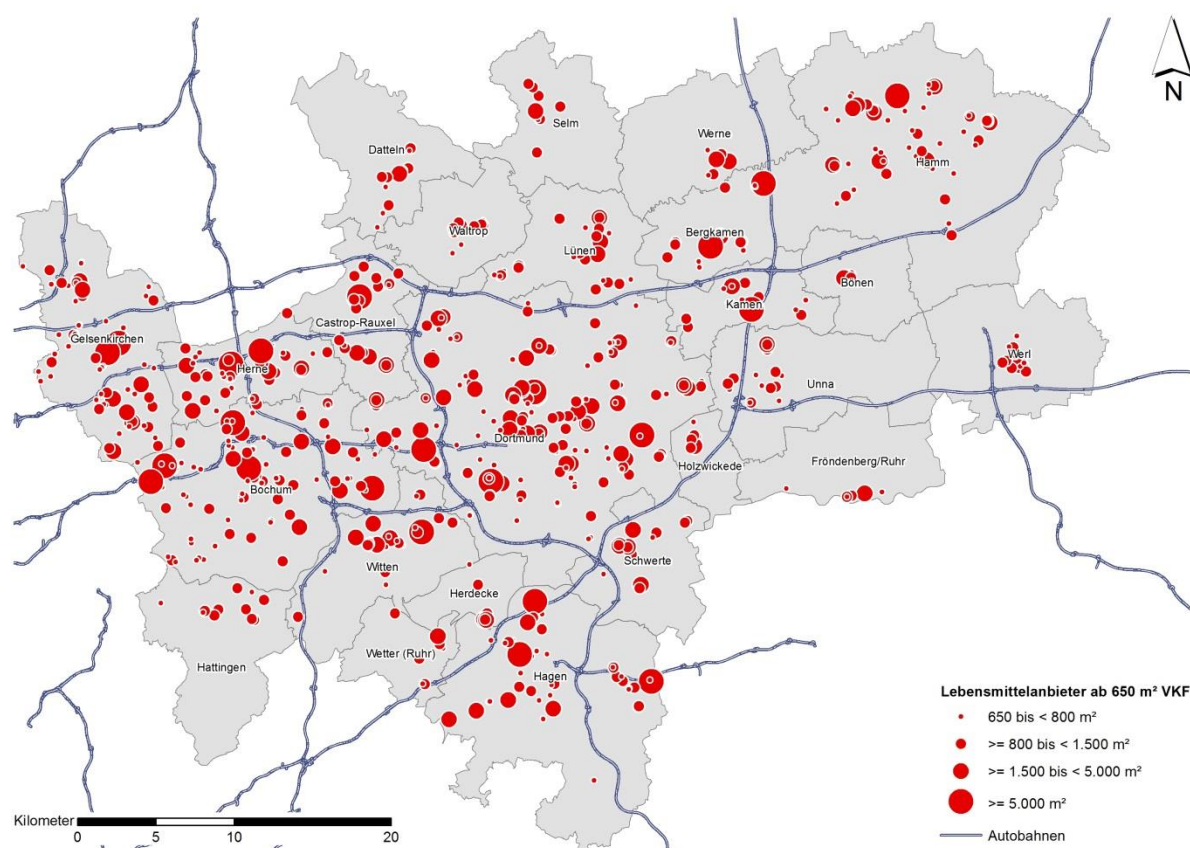 N
Selm
Werne
Datteln
Hamm
Waltrop
Lünen
Bergkamen
Bönen
Kamen
Castrop-Rauxel
Gelsenkirchen
Herne
Werl
Unna
Dortmund
Holzwickede
Fröndenberg/Ruhr
Bochum
Schwerte
Witten
Herdecke
Wetter (Ruhr)
Hattingen
Hagen
Lebensmittelanbieter ab 650 m² VKF
650 bis < 800 m²
>= 800 bis < 1.500 m²
>= 1.500 bis < 5.000 m²
>= 5.000 m²
Autobahnen
Kilometer
0 5 10 20